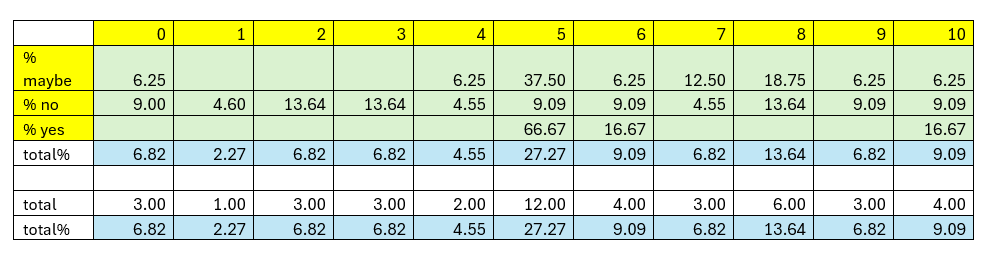 0 1 2 3 4 5 6 7 8 9 10
%
maybe 6.25 6.25 37.50 6.25 12.50 18.75 6.25 6.25
% no 9.00 4.60 13.64 13.64 4.55 9.09 9.09 4.55 13.64 9.09 9.09
% yes 66.67 16.67 16.67
total% 6.82 2.27 6.82 6.82 4.55 27.27 9.09 6.82 13.64 6.82 9.09
total 3.00 1.00 3.00 3.00 2.00 12.00 4.00 3.00 6.00 3.00 4.00
total% 6.82 2.27 6.82 6.82 4.55 27.27 9.09 6.82 13.64 6.82 9.09